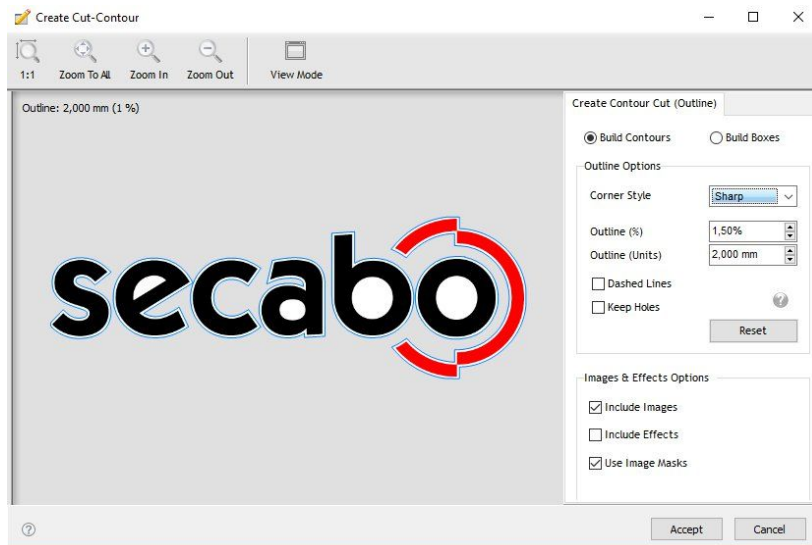 Create Cut-Contour
1:1
Zoom To All
Zoom In
Zoom Out
View Mode
Outline: 2,000 mm (1 %)
secabo
Create Contour Cut (Outline)
Build Contours
Build Boxes
Outline Options
Corner Style
Sharp
Outline (%)
1,50%
Outline (Units)
2,000 mm
Dashed Lines
Keep Holes
?
Reset
Images & Effects Options
Include Images
Include Effects
Use Image Masks
?
Accept
Cancel